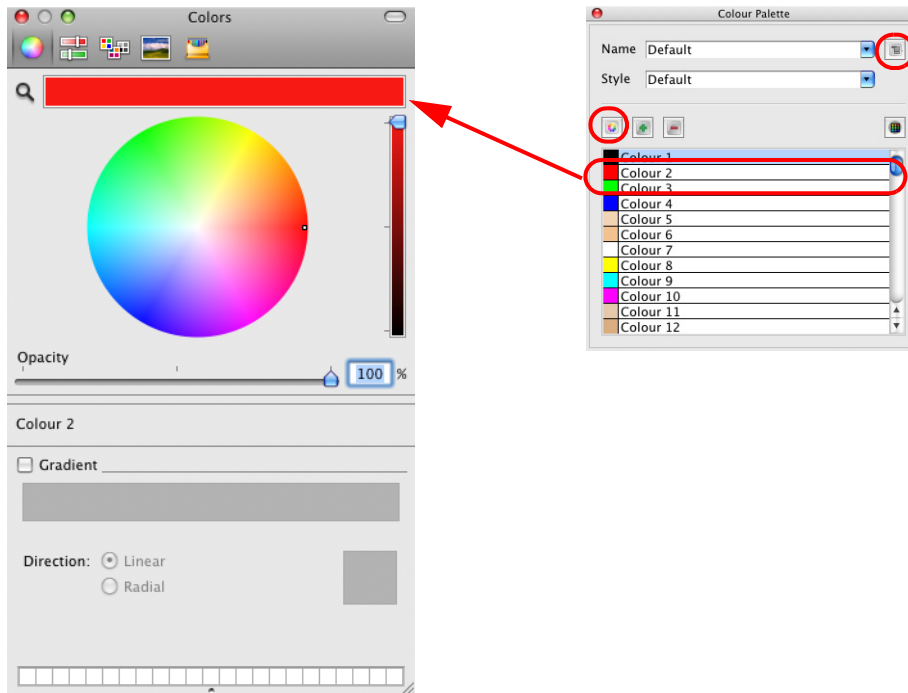 Colors
Opacity
100 %
Colour 2
Gradient
Direction: Linear
Radial
Colour Palette
Name Default
Style Default
Colour 1
Colour 2
Colour 3
Colour 4
Colour 5
Colour 6
Colour 7
Colour 8
Colour 9
Colour 10
Colour 11
Colour 12